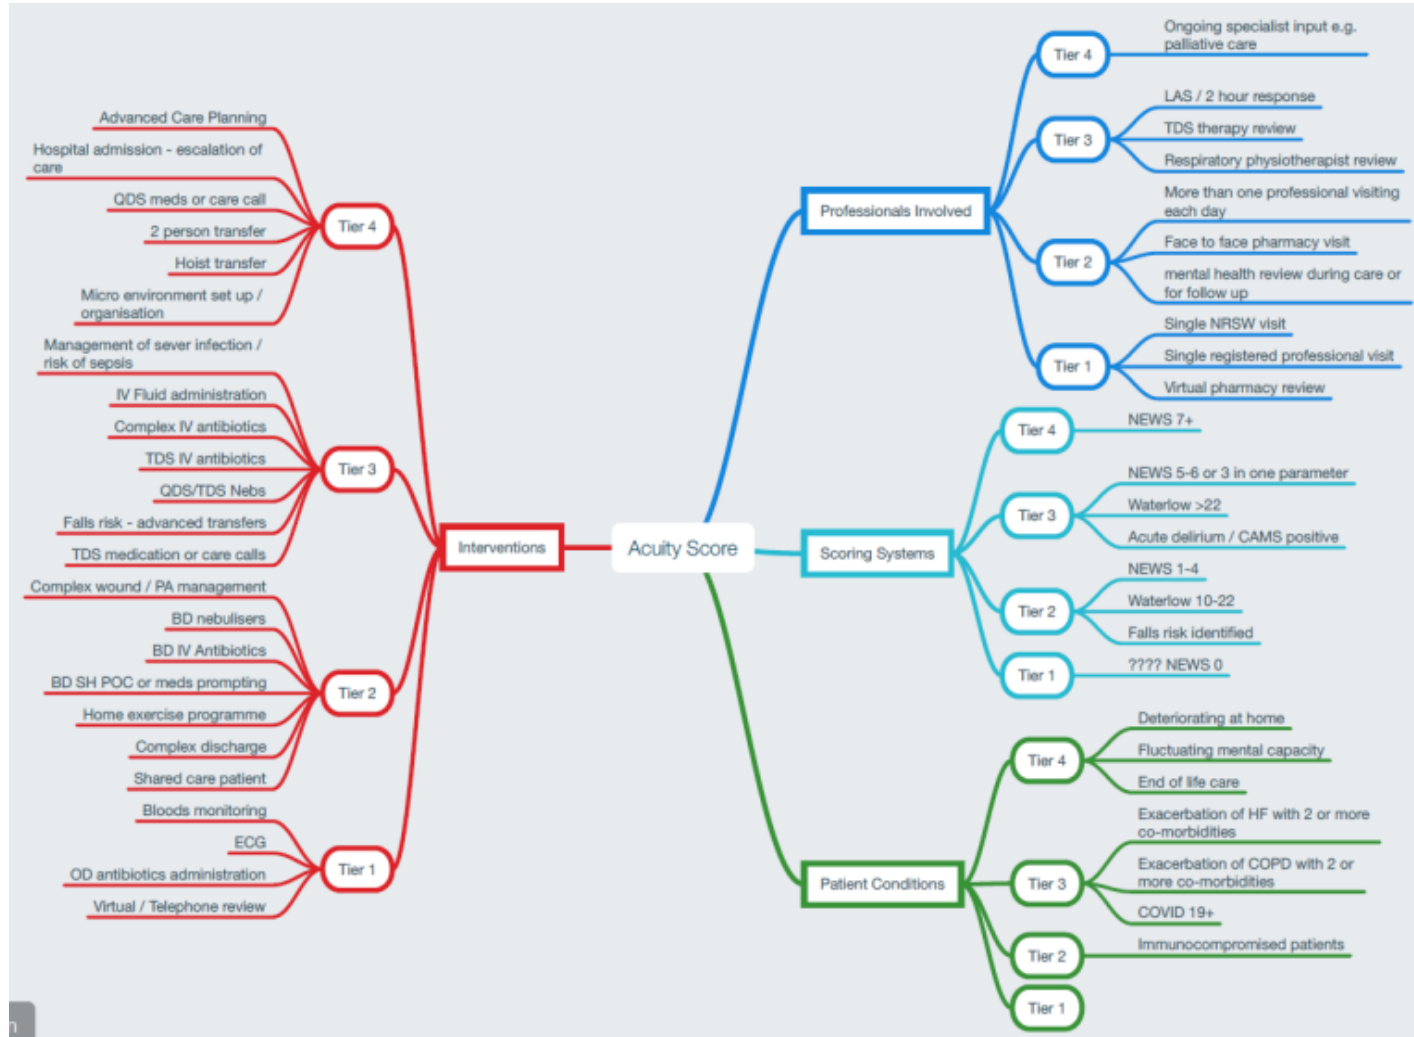 Acuity Score
Interventions
Tier 4
Advanced Care Planning
Hospital admission - escalation of
care
QDS meds or care call
2 person transfer
Hoist transfer
Micro environment set up /
organisation
Tier 3
Management of sever infection /
risk of sepsis
IV Fluid administration
Complex IV antibiotics
TDS IV antibiotics
QDS/TDS Nebs
Falls risk - advanced transfers
TDS medication or care calls
Tier 2
Complex wound / PA management
BD nebulisers
BD IV Antibiotics
BD SH POC or meds prompting
Home exercise programme
Complex discharge
Shared care patient
Tier 1
Bloods monitoring
ECG
OD antibiotics administration
Virtual / Telephone review
Professionals Involved
Tier 4
Ongoing specialist input e.g.
palliative care
Tier 3
LAS / 2 hour response
TDS therapy review
Respiratory physiotherapist review
Tier 2
More than one professional visiting
each day
Face to face pharmacy visit
mental health review during care or
for follow up
Tier 1
Single NRSW visit
Single registered professional visit
Virtual pharmacy review
Scoring Systems
Tier 4
NEWS 7+
Tier 3
NEWS 5-6 or 3 in one parameter
Waterlow >22
Acute delirium / CAMS positive
Tier 2
NEWS 1-4
Waterlow 10-22
Falls risk identified
Tier 1
???? NEWS 0
Patient Conditions
Tier 4
Deteriorating at home
Fluctuating mental capacity
End of life care
Tier 3
Exacerbation of HF with 2 or more
co-morbidities
Exacerbation of COPD with 2 or
more co-morbidities
COVID 19+
Tier 2
Immunocompromised patients
Tier 1